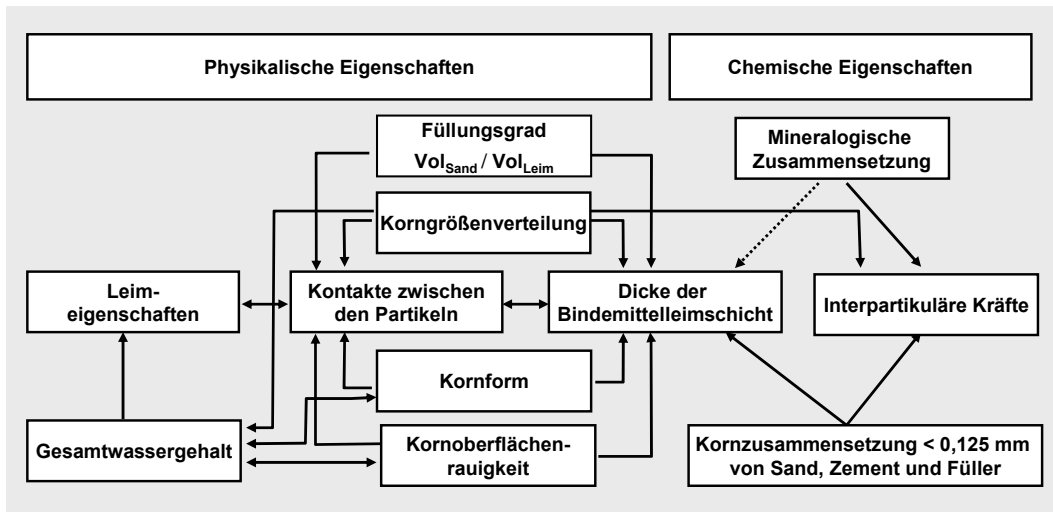 Physikalische Eigenschaften
Chemische Eigenschaften
Füllungsgrad
Vol_Sand / Vol_Leim
Mineralogische
Zusammensetzung
Korngrößenverteilung
Leim-
eigenschaften
Kontakte zwischen
den Partikeln
Dicke der
Bindemittelleimschicht
Interpartikuläre Kräfte
Kornform
Gesamtwassergehalt
Kornoberflächen-
rauigkeit
Kornzusammensetzung < 0,125 mm
von Sand, Zement und Füller